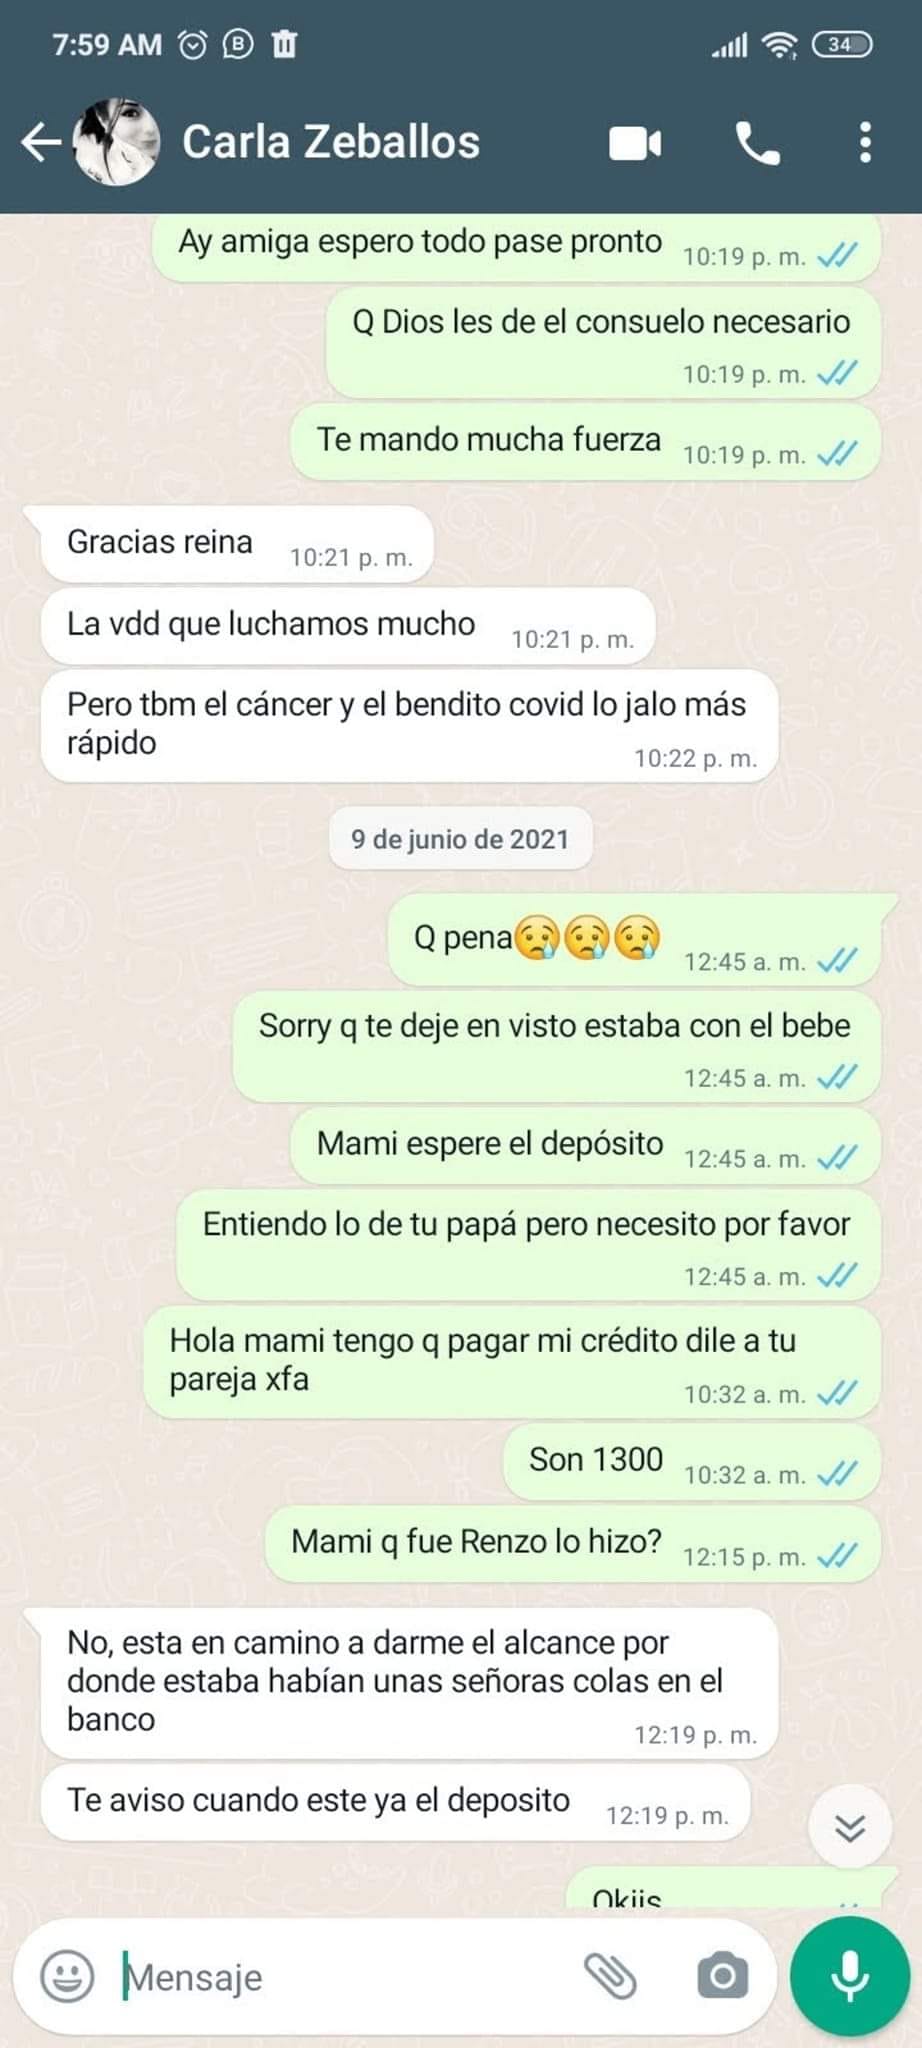 7:59 AM B 34
Carla Zeballos
Ay amiga espero todo pase pronto 10:19 p. m.
Q Dios les de el consuelo necesario
10:19 p. m.
Te mando mucha fuerza 10:19 p. m.
Gracias reina 10:21 p. m.
La vdd que luchamos mucho 10:21 p. m.
Pero tbm el cáncer y el bendito covid lo jalo más
rápido 10:22 p. m.
9 de junio de 2021
Q pena😢😢😢 12:45 a. m.
Sorry q te deje en visto estaba con el bebe
12:45 a. m.
Mami espere el depósito 12:45 a. m.
Entiendo lo de tu papá pero necesito por favor
12:45 a. m.
Hola mami tengo q pagar mi crédito dile a tu
pareja xfa 10:32 a. m.
Son 1300 10:32 a. m.
Mami q fue Renzo lo hizo? 12:15 p. m.
No, esta en camino a darme el alcance por
donde estaba habían unas señoras colas en el
banco 12:19 p. m.
Te aviso cuando este ya el deposito 12:19 p. m.
Okiis
Mensaje